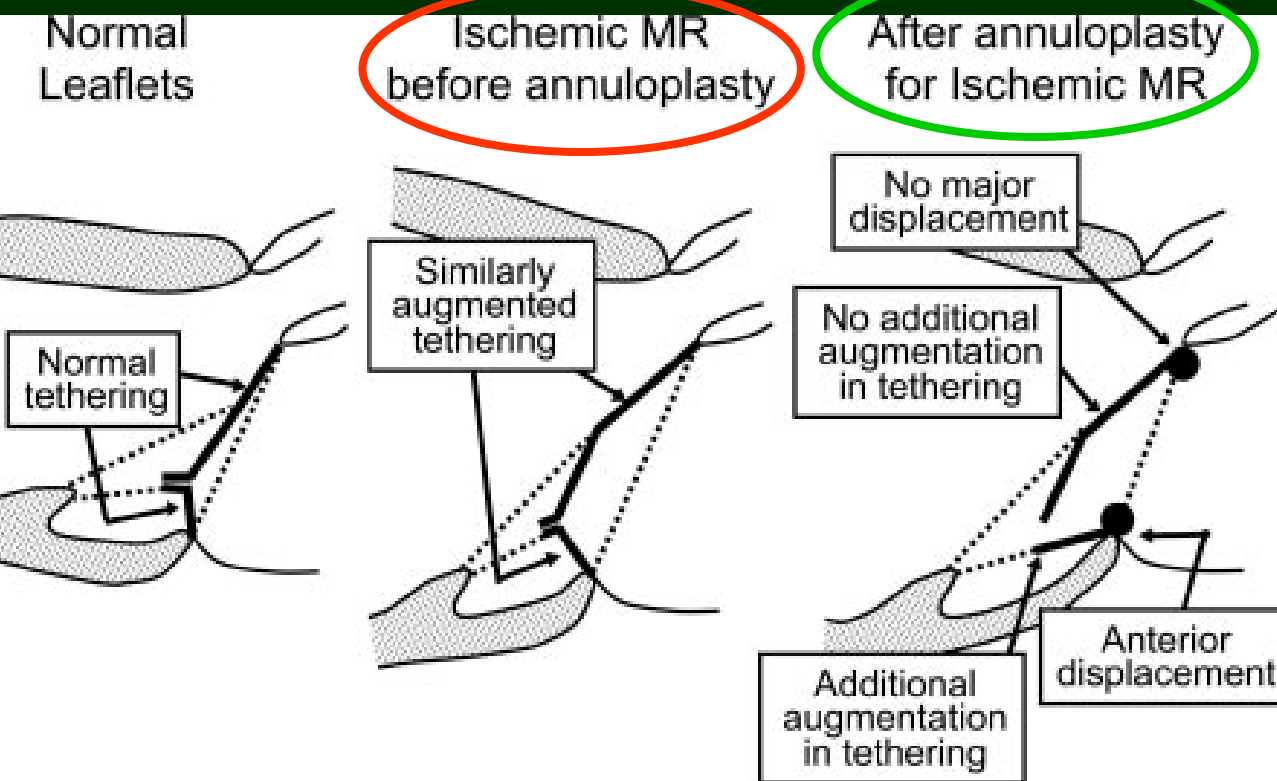 Normal
Leaflets
Ischemic MR
before annuloplasty
After annuloplasty
for Ischemic MR
Normal
tethering
Similarly
augmented
tethering
No major
displacement
No additional
augmentation
in tethering
Additional
augmentation
in tethering
Anterior
displacement